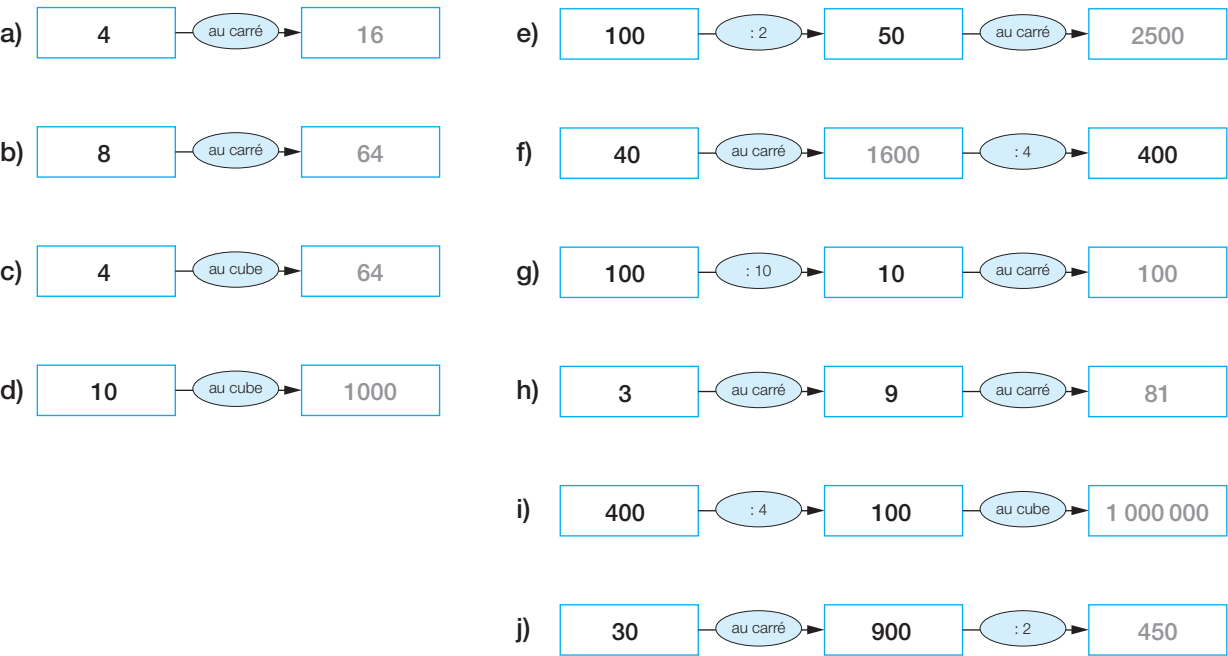 a) 4 au carré 16
b) 8 au carré 64
c) 4 au cube 64
d) 10 au cube 1000
e) 100 : 2 50 au carré 2500
f) 40 au carré 1600 : 4 400
g) 100 : 10 10 au carré 100
h) 3 au carré 9 au carré 81
i) 400 : 4 100 au cube 1 000 000
j) 30 au carré 900 : 2 450